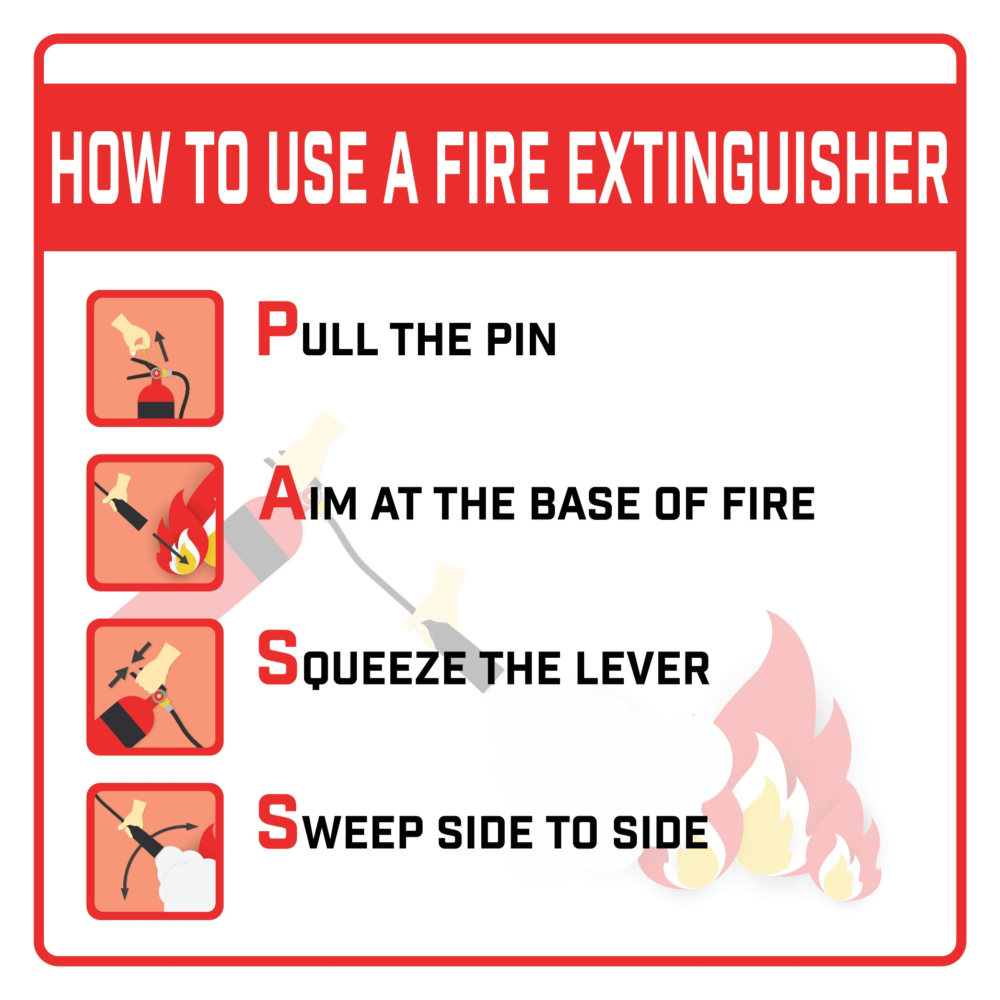 HOW TO USE A FIRE EXTINGUISHER
PULL THE PIN
AIM AT THE BASE OF FIRE
SQUEEZE THE LEVER
SWEEP SIDE TO SIDE